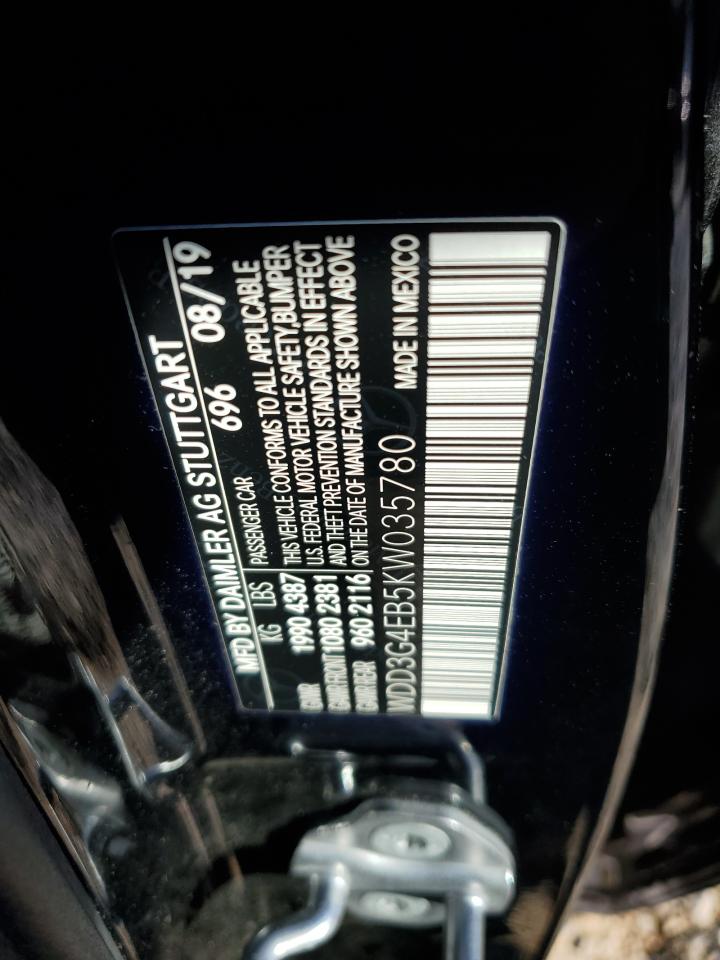 MFD BY DAIMLER AG STUTTGART
696 08/19
KG LBS PASSENGER CAR
GVWR 1990 4387 THIS VEHICLE CONFORMS TO ALL APPLICABLE
U.S. FEDERAL MOTOR VEHICLE SAFETY,BUMPER
GAWR FRONT 1080 2381 AND THEFT PREVENTION STANDARDS IN EFFECT
GAWR REAR 960 2116 ON THE DATE OF MANUFACTURE SHOWN ABOVE
WDD3G4EB5KW035780 MADE IN MEXICO